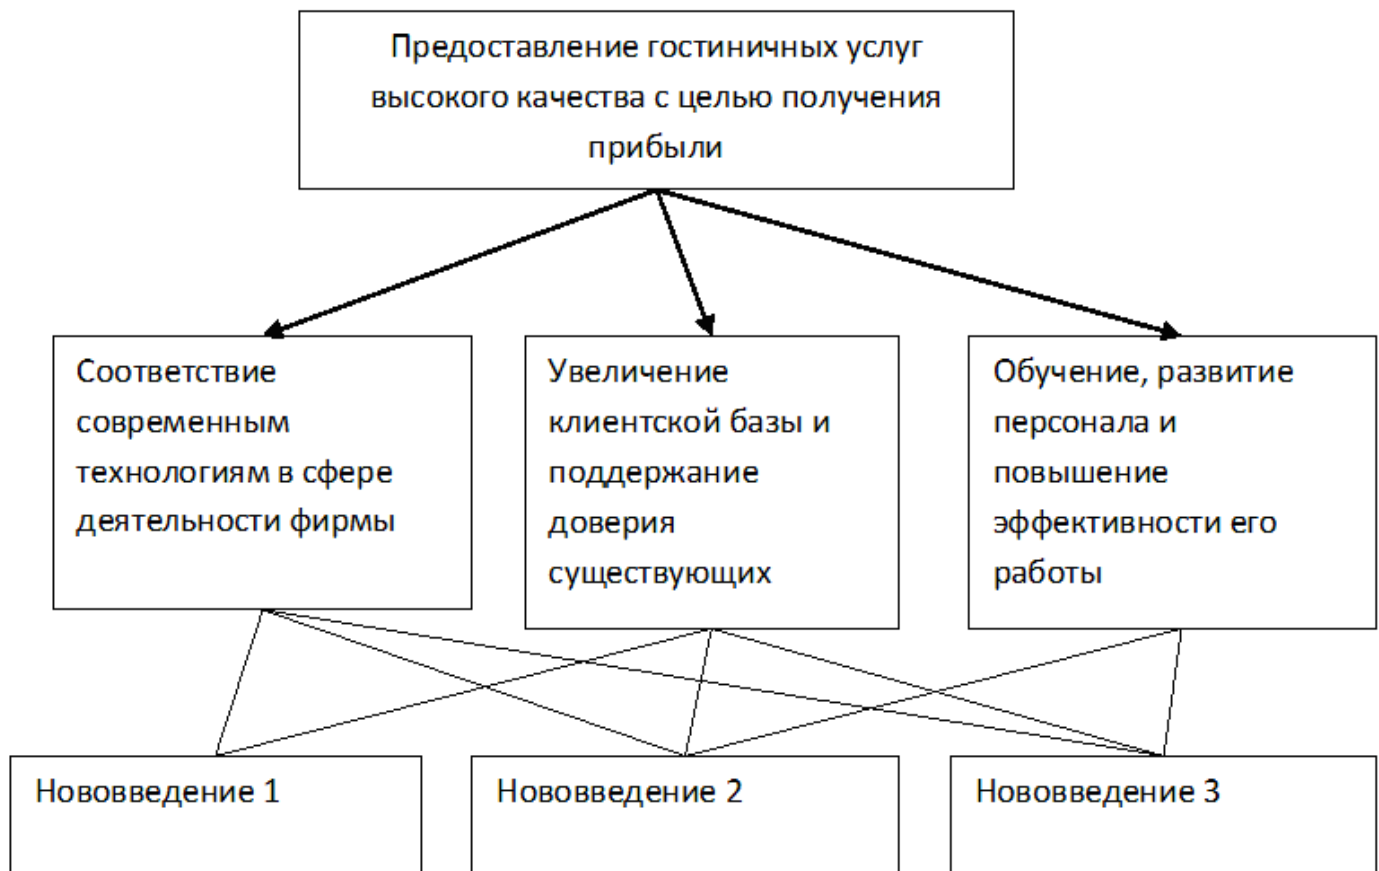 Предоставление гостиничных услуг
высокого качества с целью получения
прибыли
Соответствие
современным
технологиям в сфере
деятельности фирмы
Увеличение
клиентской базы и
поддержание
доверия
существующих
Обучение, развитие
персонала и
повышение
эффективности его
работы
Нововведение 1
Нововведение 2
Нововведение 3